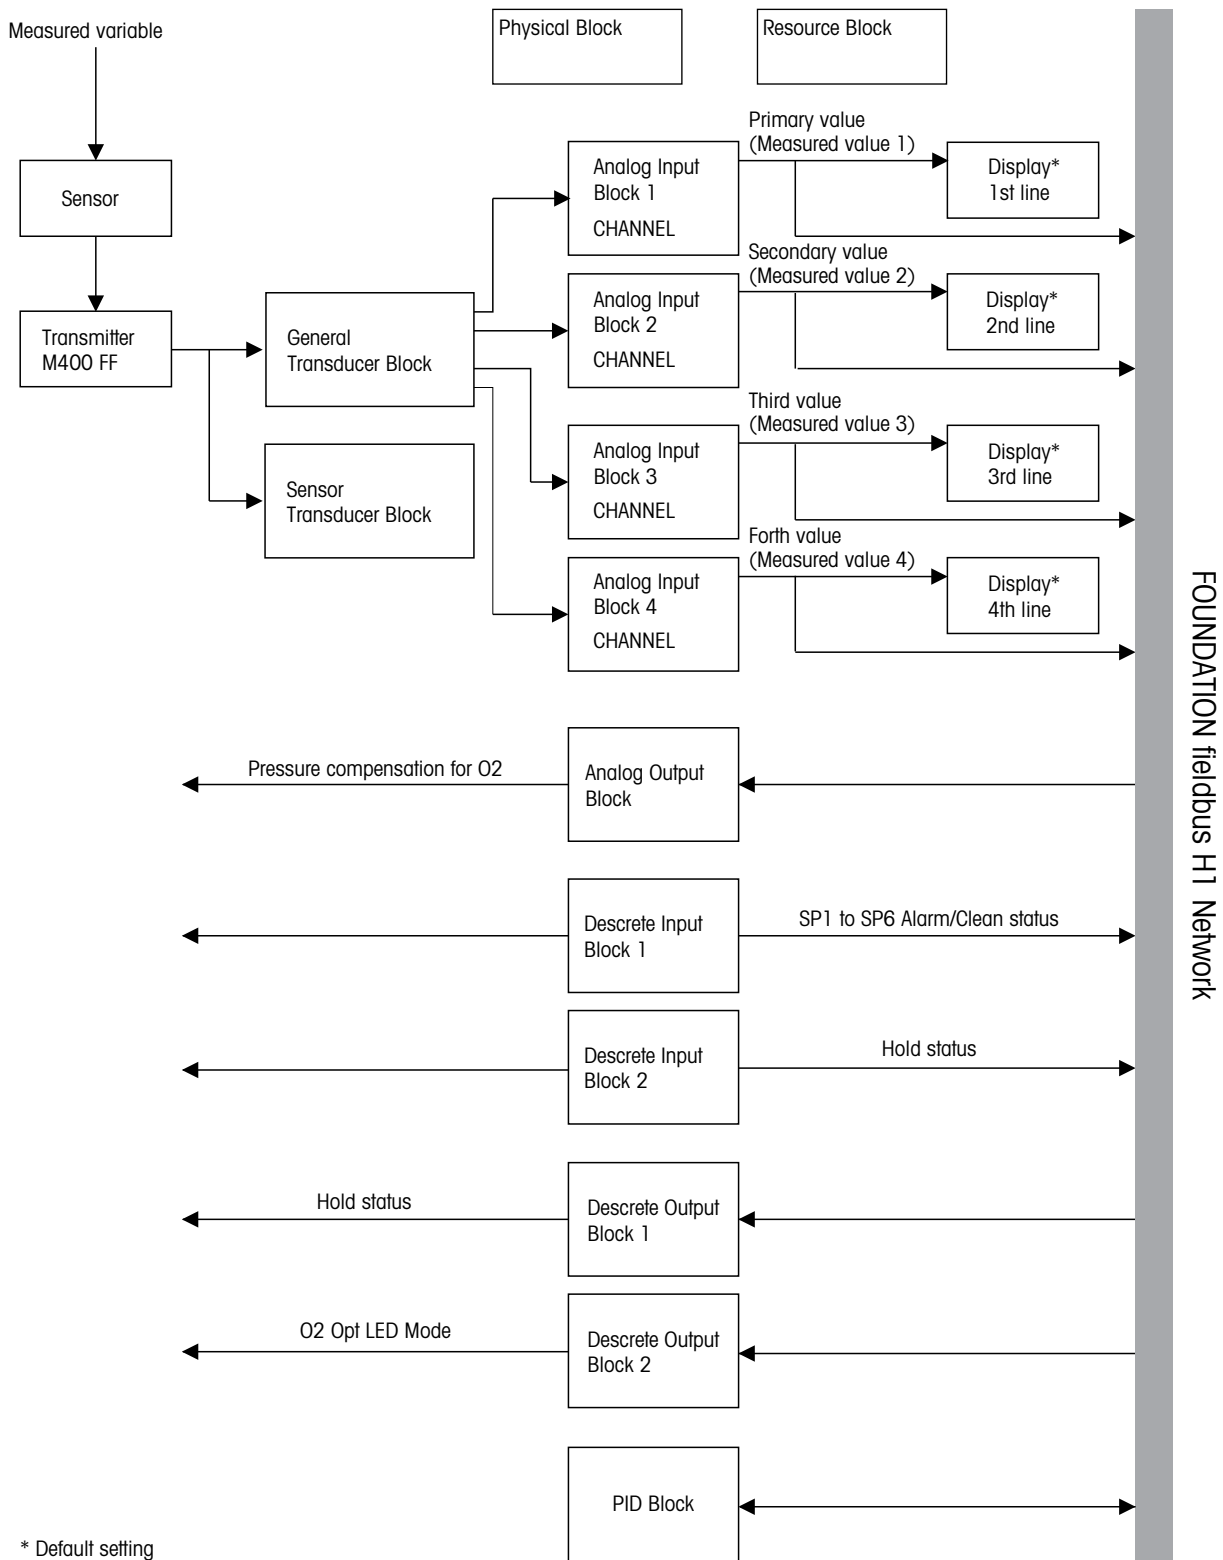 Measured variable
Physical Block
Resource Block
Sensor
Transmitter
M400 FF
General
Transducer Block
Sensor
Transducer Block
Analog Input
Block 1
CHANNEL
Primary value
(Measured value 1)
Display*
1st line
Analog Input
Block 2
CHANNEL
Secondary value
(Measured value 2)
Display*
2nd line
Analog Input
Block 3
CHANNEL
Third value
(Measured value 3)
Display*
3rd line
Analog Input
Block 4
CHANNEL
Forth value
(Measured value 4)
Display*
4th line
Pressure compensation for O2
Analog Output
Block
Descrete Input
Block 1
SP1 to SP6 Alarm/Clean status
Descrete Input
Block 2
Hold status
Hold status
Descrete Output
Block 1
O2 Opt LED Mode
Descrete Output
Block 2
PID Block
FOUNDATION fieldbus H1 Network
* Default setting